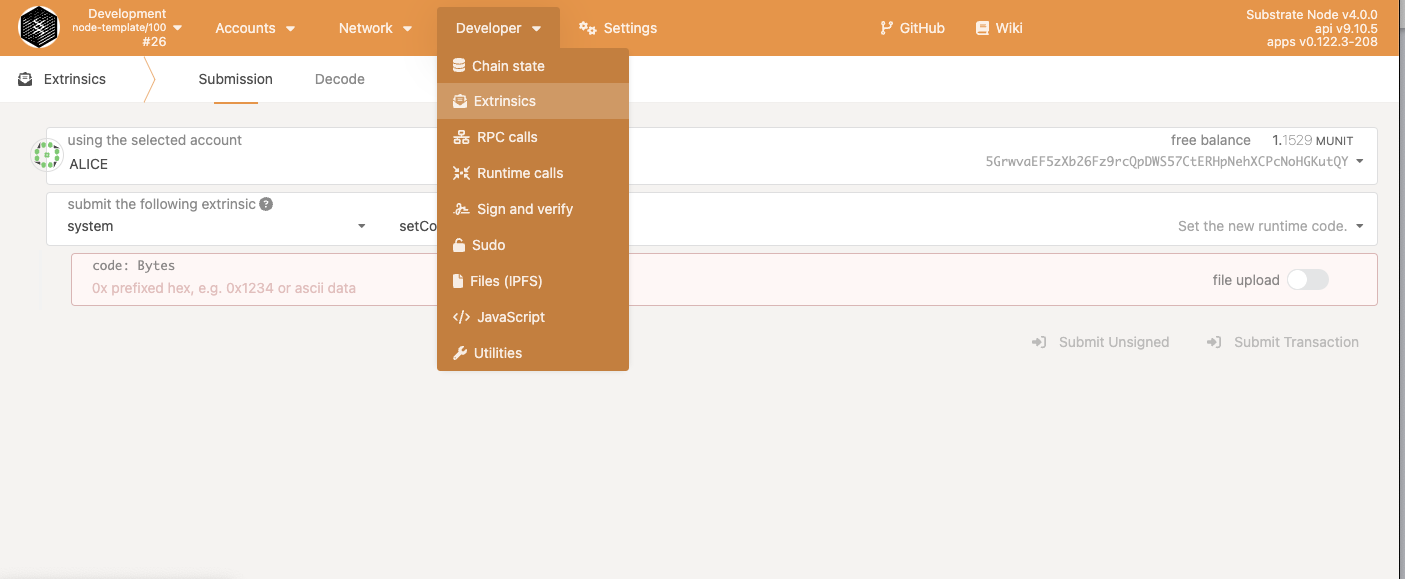 Development
node-template/100
#26
Accounts
Network
Developer
Settings
GitHub
Wiki
Substrate Node v4.0.0
api v9.10.5
apps v0.122.3-208
Extrinsics
Submission
Decode
Chain state
Extrinsics
RPC calls
Runtime calls
Sign and verify
Sudo
Files (IPFS)
JavaScript
Utilities
using the selected account
ALICE
free balance 1.1529 MUNIT
5GrwvaEF5zXb26Fz9rcQpDWS57CtERHpNehXCPcNoHGKutQY
submit the following extrinsic ?
system
setCo
Set the new runtime code.
code: Bytes
0x prefixed hex, e.g. 0x1234 or ascii data
file upload
Submit Unsigned
Submit Transaction